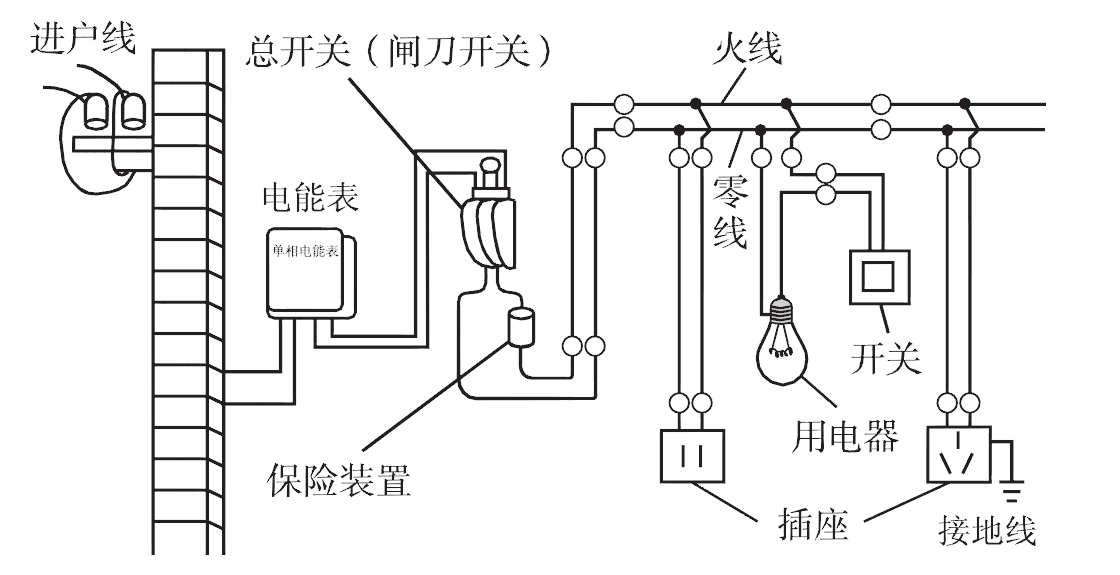 进户线
总开关（闸刀开关）
火线
电能表
单相电能表
零
线
开关
用电器
保险装置
插座
接地线